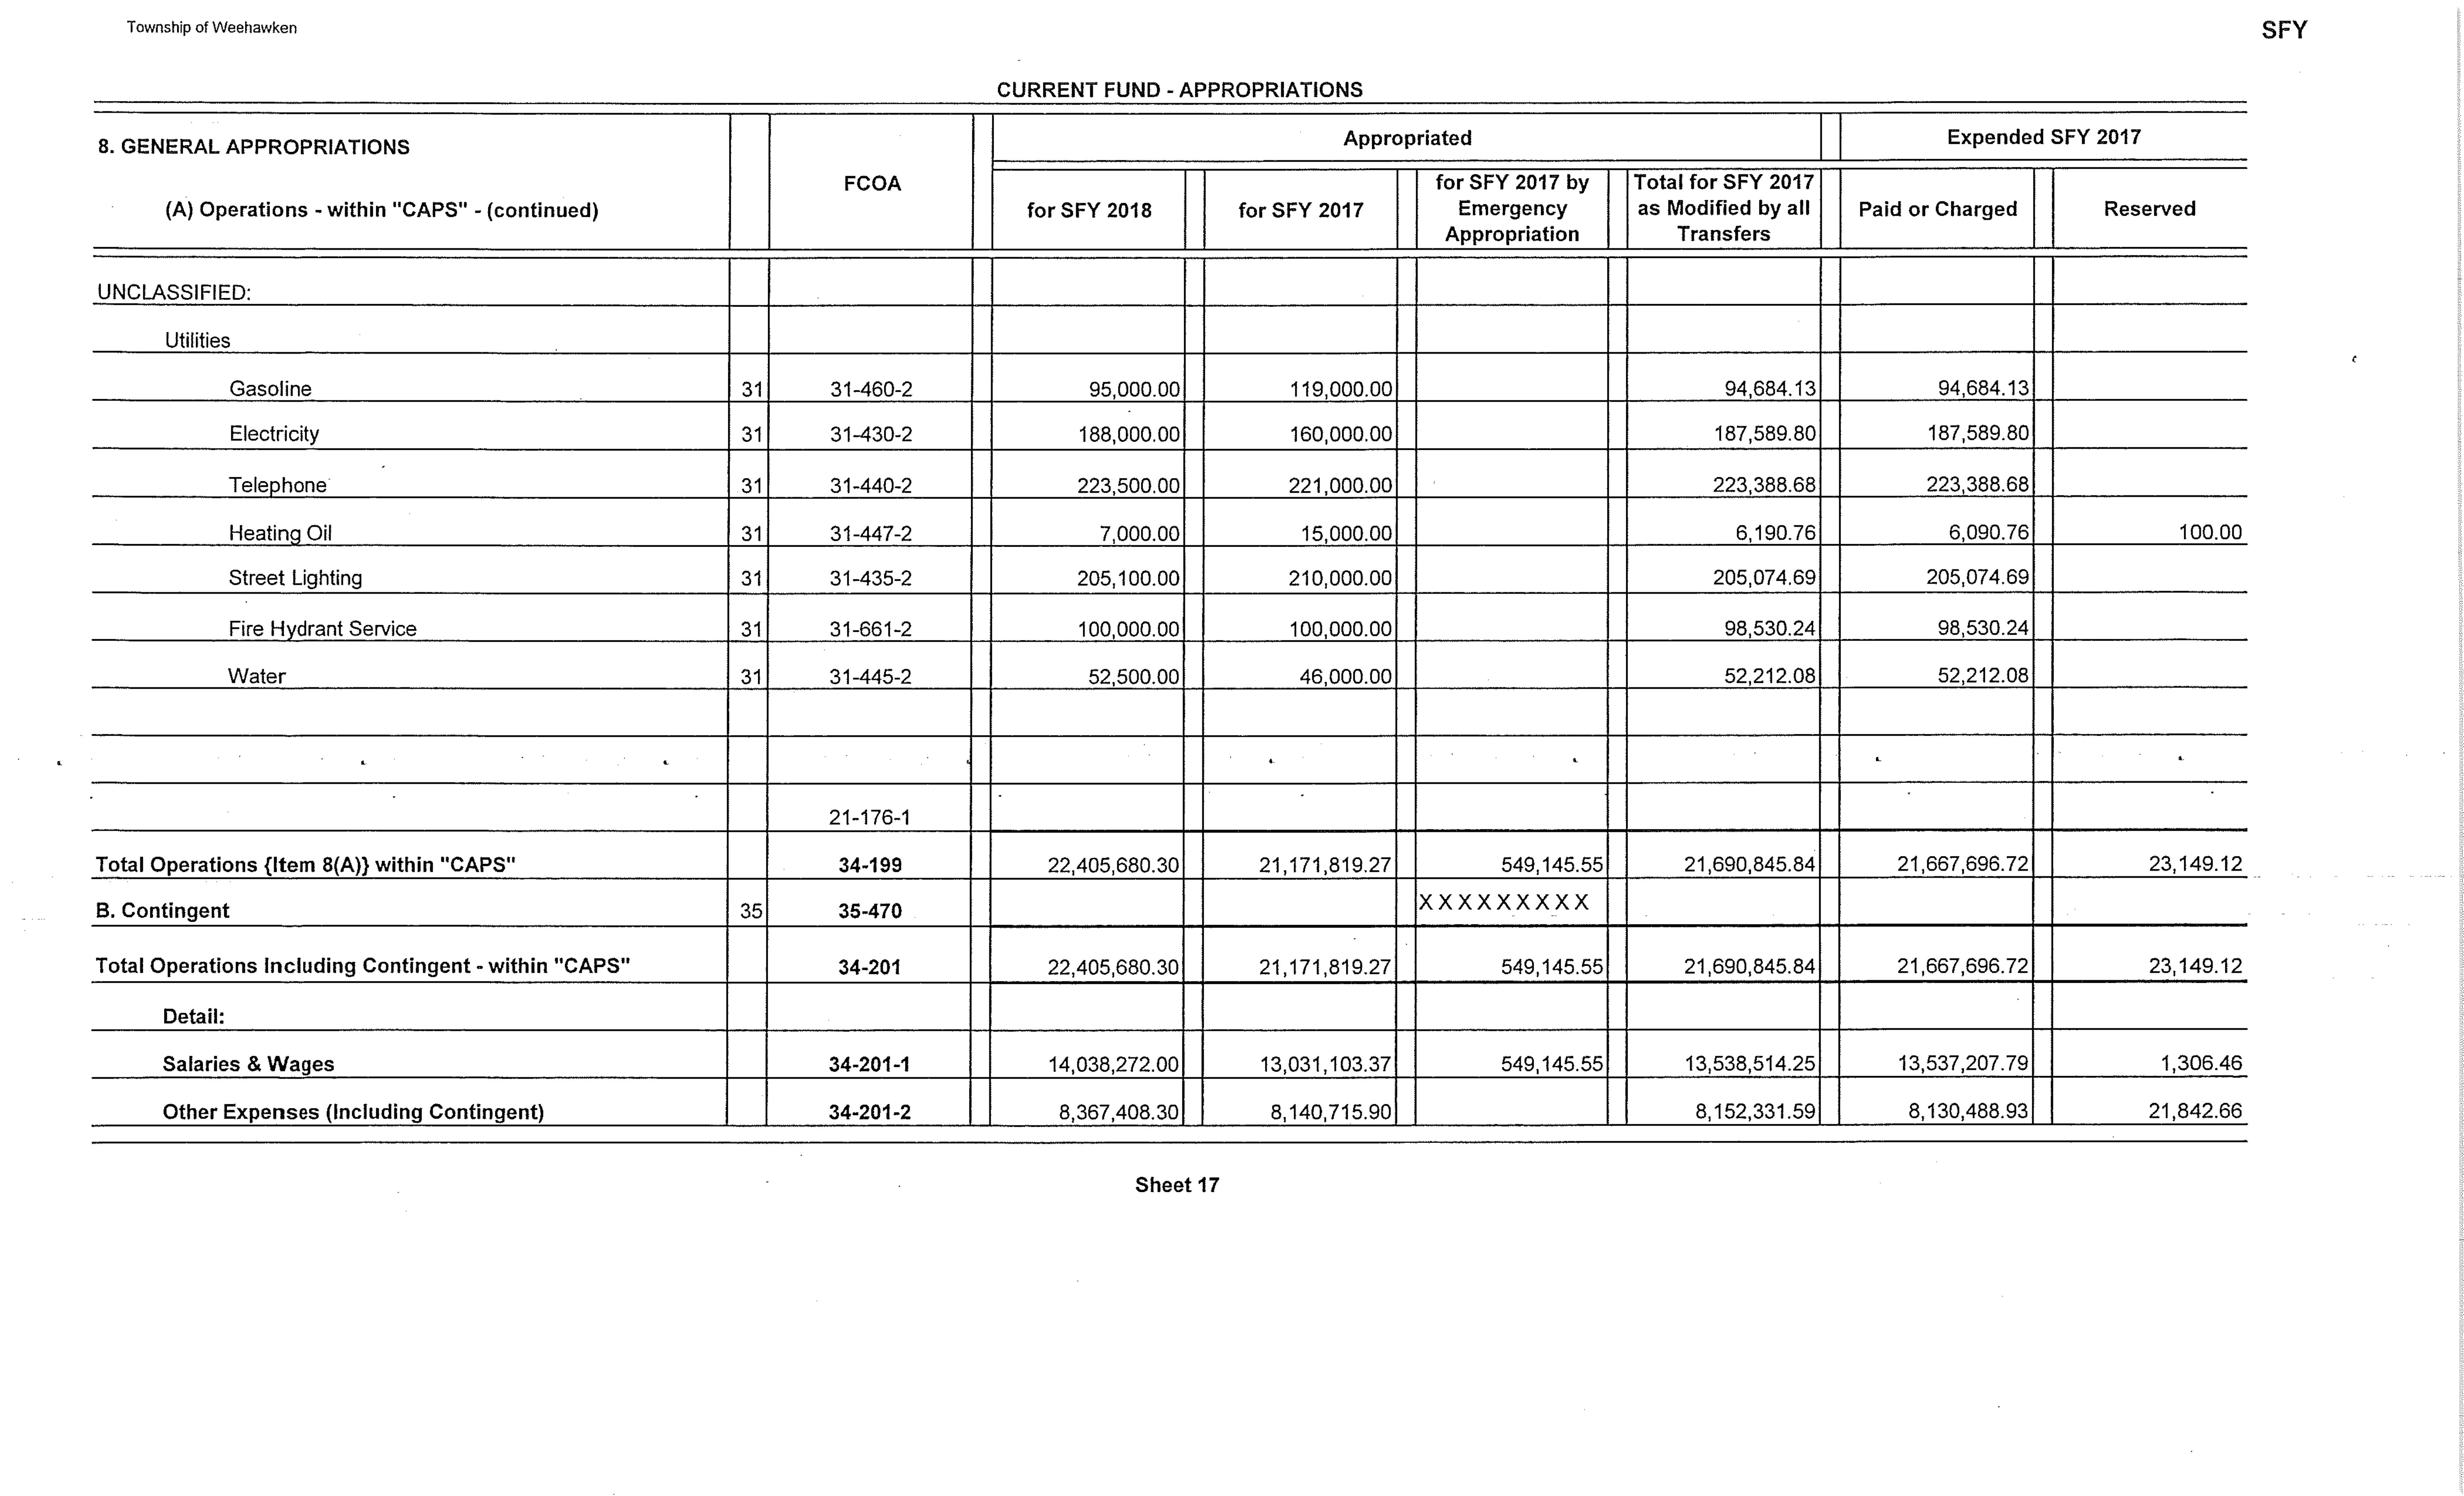 Township of Weehawken
SFY
CURRENT FUND - APPROPRIATIONS
8. GENERAL APPROPRIATIONS
(A) Operations - within "CAPS" - (continued)
FCOA
Appropriated
Expended SFY 2017
for SFY 2018
for SFY 2017
for SFY 2017 by
Emergency
Appropriation
Total for SFY 2017
as Modified by all
Transfers
Paid or Charged
Reserved
UNCLASSIFIED:
Utilities
Gasoline 31 31-460-2 95,000.00 119,000.00 94,684.13 94,684.13
Electricity 31 31-430-2 188,000.00 160,000.00 187,589.80 187,589.80
Telephone 31 31-440-2 223,500.00 221,000.00 223,388.68 223,388.68
Heating Oil 31 31-447-2 7,000.00 15,000.00 6,190.76 6,090.76 100.00
Street Lighting 31 31-435-2 205,100.00 210,000.00 205,074.69 205,074.69
Fire Hydrant Service 31 31-661-2 100,000.00 100,000.00 98,530.24 98,530.24
Water 31 31-445-2 52,500.00 46,000.00 52,212.08 52,212.08
21-176-1
Total Operations {Item 8(A)} within "CAPS" 34-199 22,405,680.30 21,171,819.27 549,145.55 21,690,845.84 21,667,696.72 23,149.12
B. Contingent 35 35-470 X X X X X X X X X
Total Operations Including Contingent - within "CAPS" 34-201 22,405,680.30 21,171,819.27 549,145.55 21,690,845.84 21,667,696.72 23,149.12
Detail:
Salaries & Wages 34-201-1 14,038,272.00 13,031,103.37 549,145.55 13,538,514.25 13,537,207.79 1,306.46
Other Expenses (Including Contingent) 34-201-2 8,367,408.30 8,140,715.90 8,152,331.59 8,130,488.93 21,842.66
Sheet 17